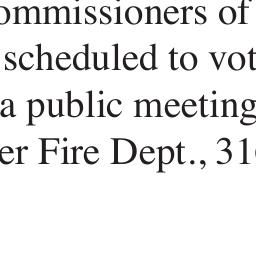 ommissioners of
scheduled to vot
a public meeting
er Fire Dept., 31